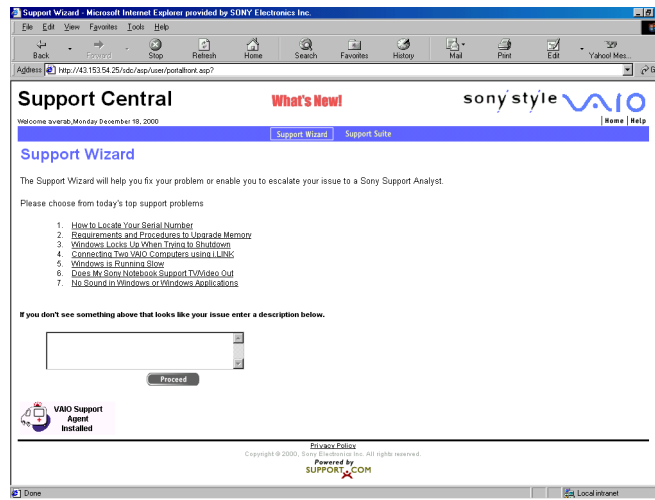 Support Wizard - Microsoft Internet Explorer provided by SONY Electronics Inc.
File Edit View Favorites Tools Help
Back Forward Stop Refresh Home Search Favorites History Mail Print Edit Yahoo! Mes...
Address http://43.153.54.25/sdc/asp/user/portalfront.asp? G
Support Central What's New! sony style VAIO
Welcome averab,Monday December 18, 2000 Home | Help
Support Wizard Support Suite
Support Wizard
The Support Wizard will help you fix your problem or enable you to escalate your issue to a Sony Support Analyst.
Please choose from today's top support problems
1. How to Locate Your Serial Number
2. Requirements and Procedures to Upgrade Memory
3. Windows Locks Up When Trying to Shutdown
4. Connecting Two VAIO Computers using i.LINK
5. Windows is Running Slow
6. Does My Sony Notebook Support TV/Video Out
7. No Sound in Windows or Windows Applications
If you don't see something above that looks like your issue enter a description below.
Proceed
VAIO Support
Agent
Installed
Privacy Policy
Copyright © 2000, Sony Electronics Inc. All rights reserved.
Powered by
SUPPORT.COM
Done Local intranet